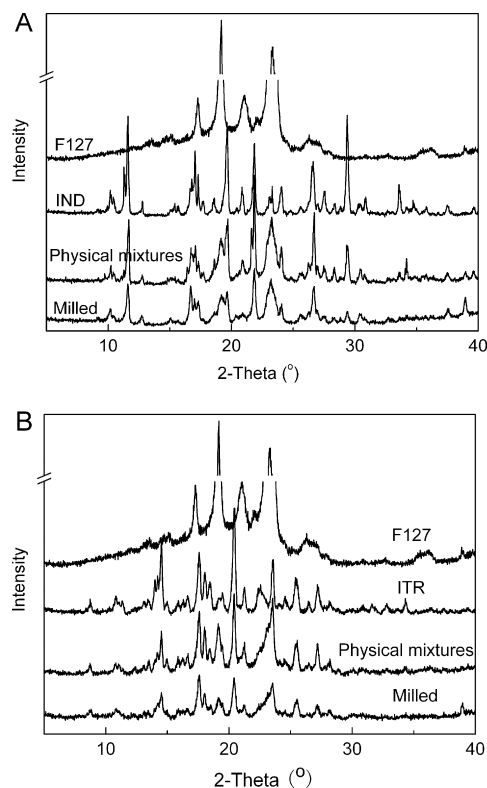 A
Intensity
F127
IND
Physical mixtures
Milled
10 20 30 40
2-Theta (°)
B
Intensity
F127
ITR
Physical mixtures
Milled
10 20 30 40
2-Theta (O)